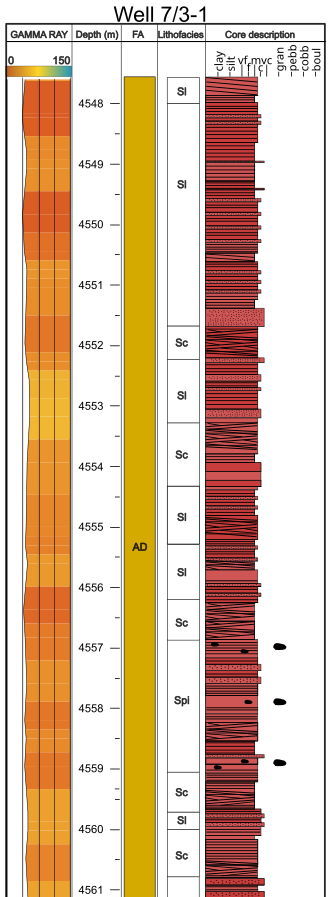 Well 7/3-1
GAMMA RAY Depth (m) FA Lithofacies Core description
0 150
clay silt vf f m c vc gran pebb cobb boul
Sl
4548
4549
Sl
4550
4551
4552
Sc
Sl
4553
Sc
4554
Sl
4555
AD
Sl
4556
Sc
4557
Spi
4558
4559
Sc
Sl
4560
Sc
4561